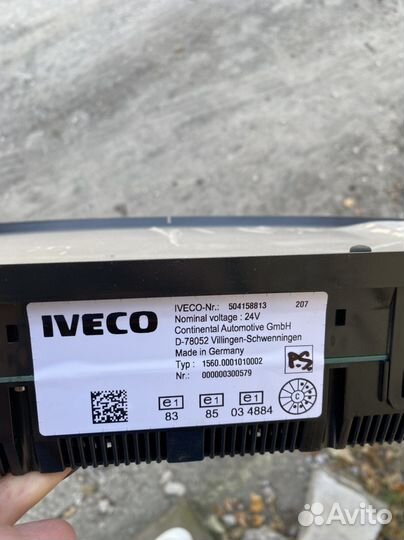 IVECO
IVECO-Nr.: 504158813 207
Nominal voltage : 24V
Continental Automotive GmbH
D-78052 Villingen-Schwenningen
Made in Germany
Typ : 1560.0001010002
Nr.: 000000300579
e1 e1 e1
83 85 03 4884
Avito